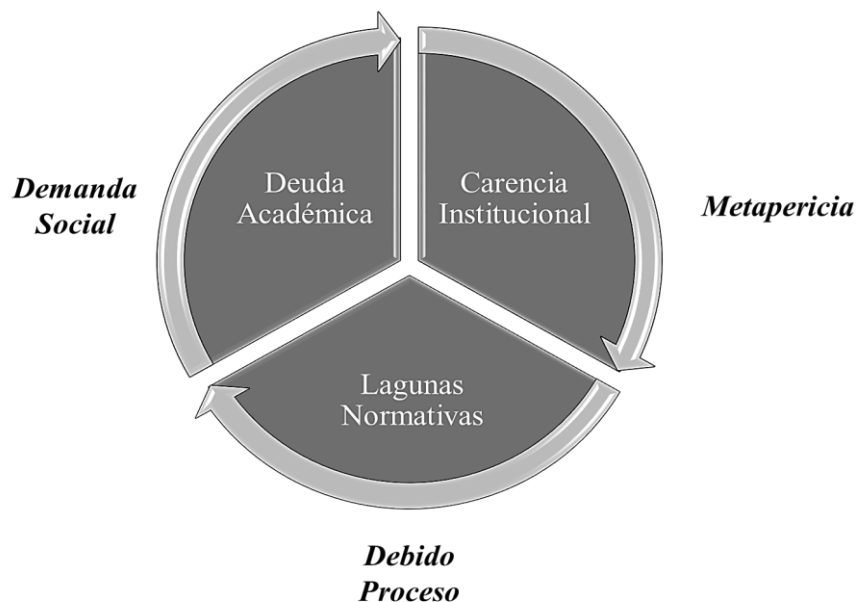 Demanda
Social
Deuda
Académica
Carencia
Institucional
Metapericia
Lagunas
Normativas
Debido
Proceso